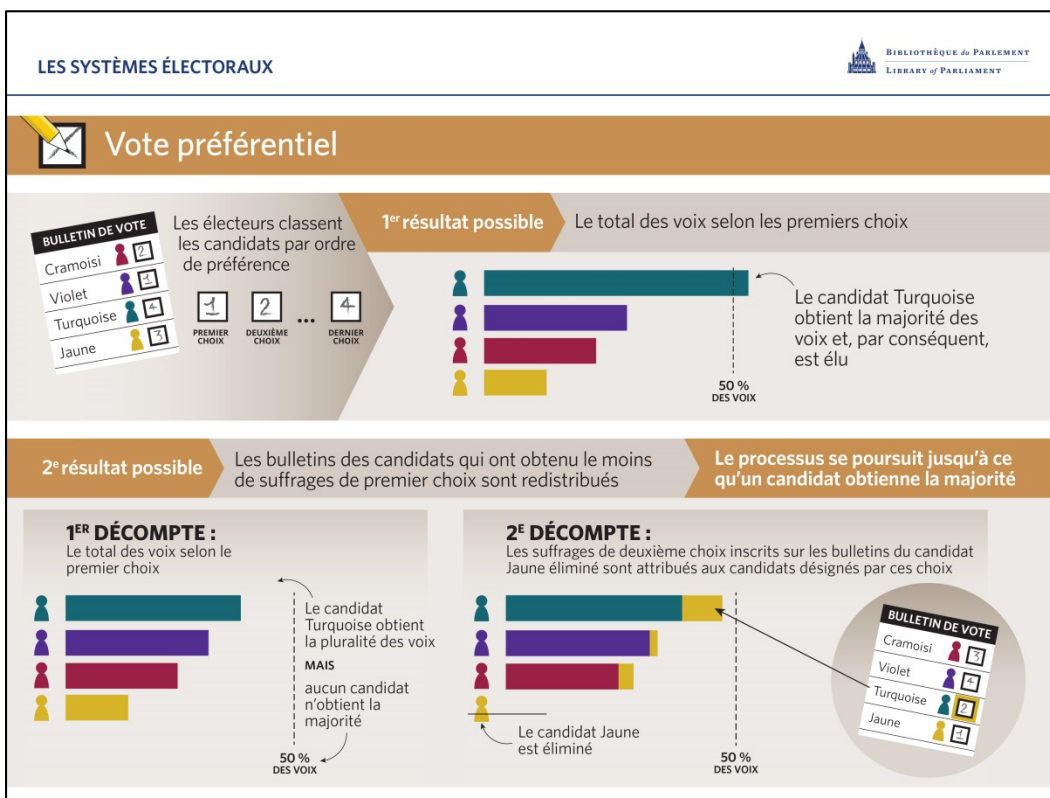 LES SYSTÈMES ÉLECTORAUX
BIBLIOTHÈQUE du PARLEMENT
LIBRARY of PARLIAMENT
Vote préférentiel
BULLETIN DE VOTE
Cramoisi 2
Violet 1
Turquoise 4
Jaune 3
Les électeurs classent
les candidats par ordre
de préférence
1 2 ... 4
PREMIER CHOIX
DEUXIÈME CHOIX
DERNIER CHOIX
1er résultat possible
Le total des voix selon les premiers choix
Le candidat Turquoise
obtient la majorité des
voix et, par conséquent,
est élu
50 %
DES VOIX
2e résultat possible
Les bulletins des candidats qui ont obtenu le moins
de suffrages de premier choix sont redistribués
Le processus se poursuit jusqu’à ce
qu’un candidat obtienne la majorité
1ER DÉCOMPTE :
Le total des voix selon le
premier choix
Le candidat
Turquoise obtient
la pluralité des voix
MAIS
aucun candidat
n’obtient la
majorité
50 %
DES VOIX
2E DÉCOMPTE :
Les suffrages de deuxième choix inscrits sur les bulletins du candidat
Jaune éliminé sont attribués aux candidats désignés par ces choix
Le candidat Jaune
est éliminé
50 %
DES VOIX
BULLETIN DE VOTE
Cramoisi 3
Violet 4
Turquoise 2
Jaune 1